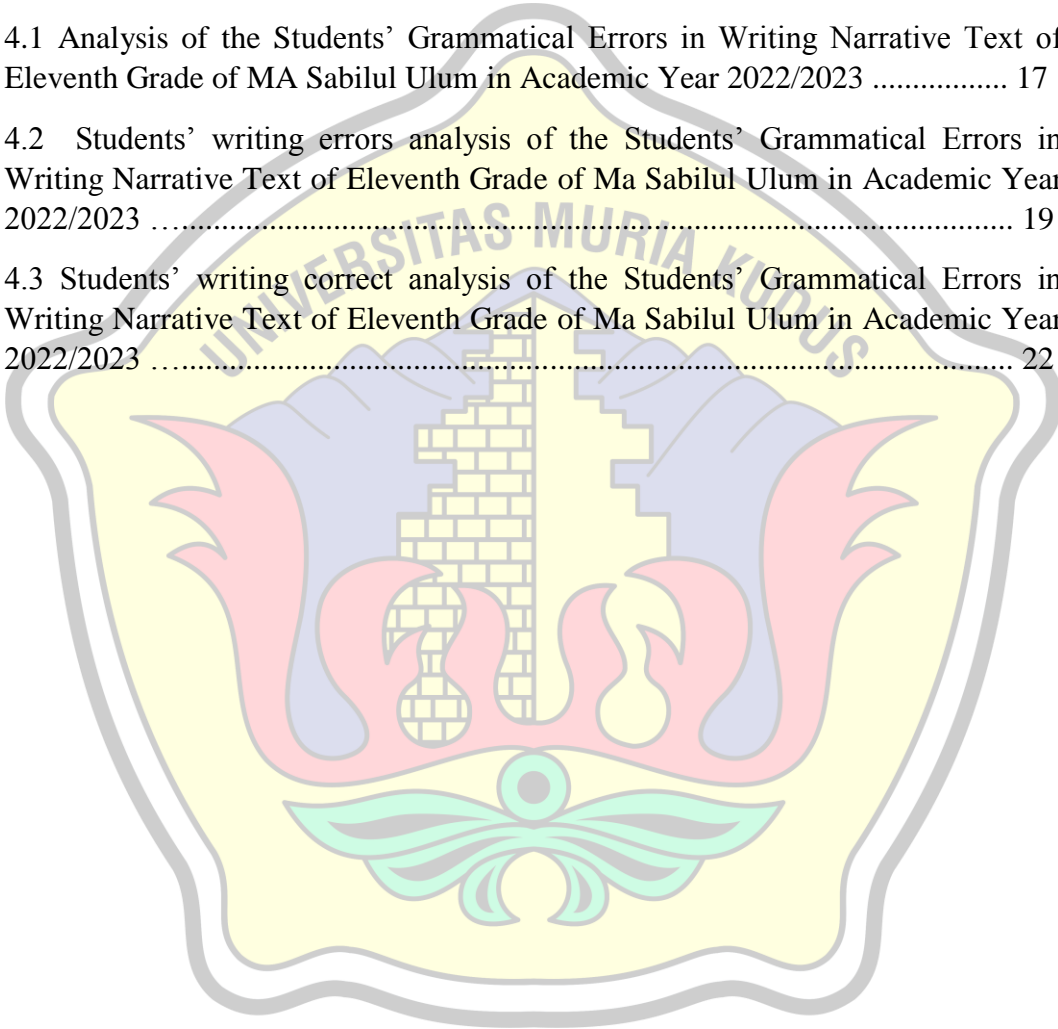 4.1 Analysis of the Students’ Grammatical Errors in Writing Narrative Text of
Eleventh Grade of MA Sabilul Ulum in Academic Year 2022/2023 ................. 17
4.2 Students’ writing errors analysis of the Students’ Grammatical Errors in
Writing Narrative Text of Eleventh Grade of Ma Sabilul Ulum in Academic Year
2022/2023 …......................................................................................................... 19
4.3 Students’ writing correct analysis of the Students’ Grammatical Errors in
Writing Narrative Text of Eleventh Grade of Ma Sabilul Ulum in Academic Year
2022/2023 …......................................................................................................... 22
UNIVERSITAS MURIA KUDUS